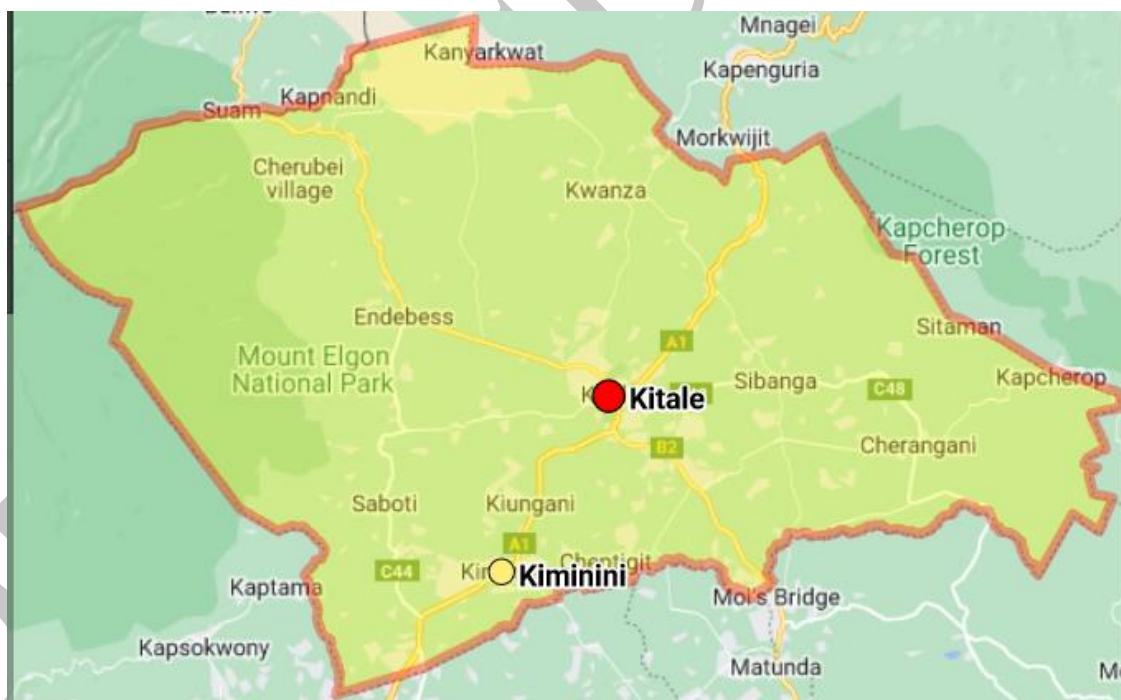 Mnagei
Kanyarkwat
Kapenguria
Kapnandi
Suam
Morkwijit
Cherubei
village
Kwanza
Kapcherop
Forest
Endebess
Sitaman
A1
Mount Elgon
National Park
Sibanga
Kapcherop
C48
Kitale
Cherangani
B2
Saboti
Kiungani
A1
C44
Kiminini
Kaptama
Moi's Bridge
Kapsokwony
Matunda